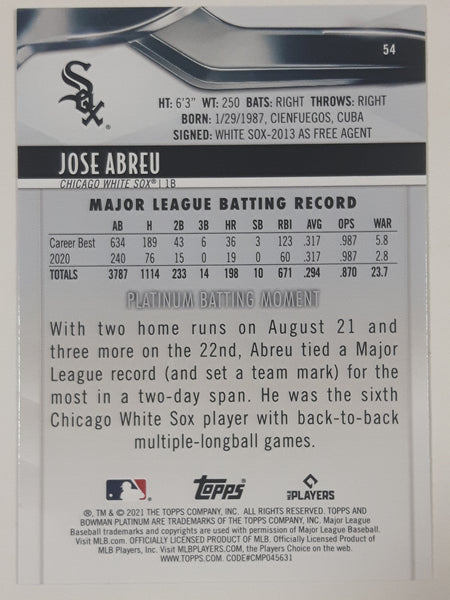 54
Sox
HT: 6'3" WT: 250 BATS: RIGHT THROWS: RIGHT
BORN: 1/29/1987, CIENFUEGOS, CUBA
SIGNED: WHITE SOX-2013 AS FREE AGENT
JOSE ABREU
CHICAGO WHITE SOX® | 1B
MAJOR LEAGUE BATTING RECORD
AB H 2B 3B HR SB RBI AVG OPS WAR
Career Best 634 189 43 6 36 3 123 .317 .987 5.8
2020 240 76 15 0 19 0 60 .317 .987 2.8
TOTALS 3787 1114 233 14 198 10 671 .294 .870 23.7
PLATINUM BATTING MOMENT
With two home runs on August 21 and
three more on the 22nd, Abreu tied a Major
League record (and set a team mark) for the
most in a two-day span. He was the sixth
Chicago White Sox player with back-to-back
multiple-longball games.
TOPPS
PLAYERS
®, TM & © 2021 THE TOPPS COMPANY, INC. ALL RIGHTS RESERVED. TOPPS AND
BOWMAN PLATINUM ARE TRADEMARKS OF THE TOPPS COMPANY, INC. Major League
Baseball trademarks and copyrights are used with permission of Major League Baseball.
Visit MLB.com. OFFICIALLY LICENSED PRODUCT OF MLB Players, Inc. Official Licensed Product of
MLB Players, Inc. Visit MLBPLAYERS.com, the Players Choice on the web.
WWW.TOPPS.COM CODE#CMP045631